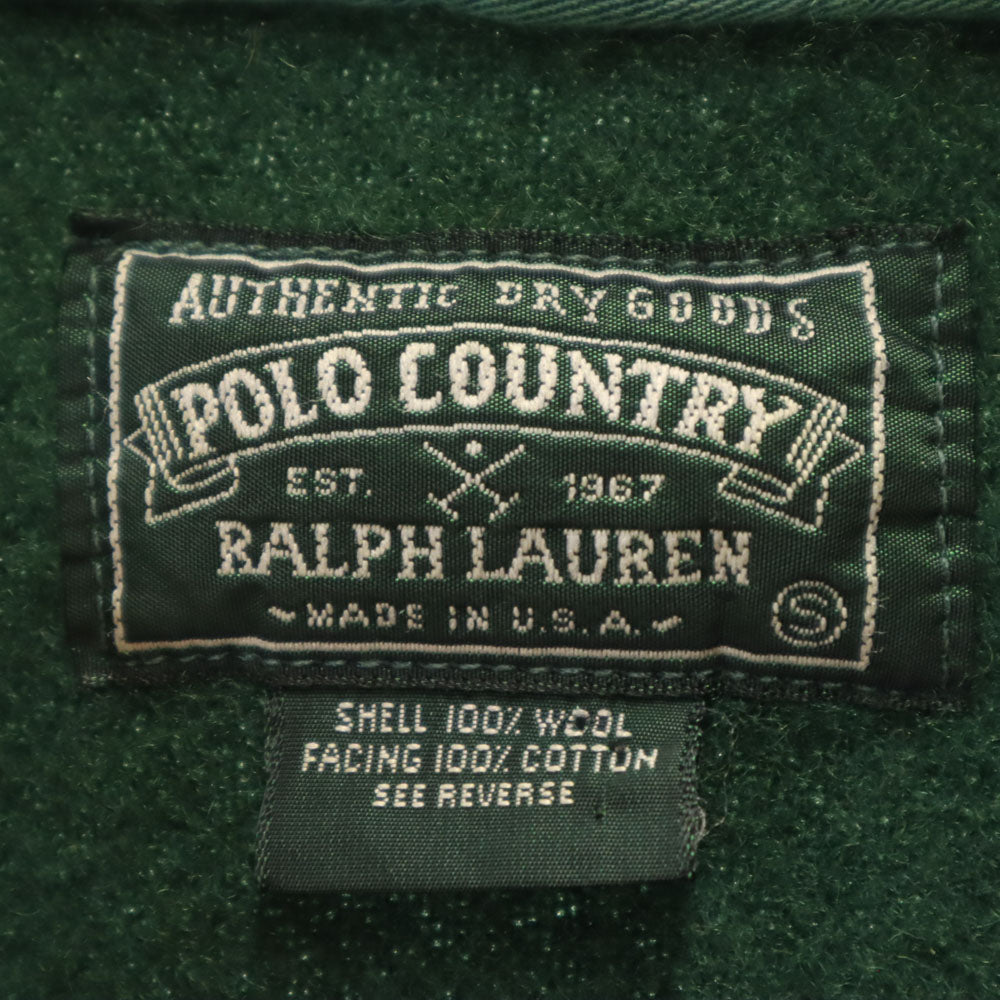 AUTHENTIC DRY GOODS
POLO COUNTRY
EST. 1967
RALPH LAUREN
~MADE IN U.S.A.~
S
SHELL 100% WOOL
FACING 100% COTTON
SEE REVERSE